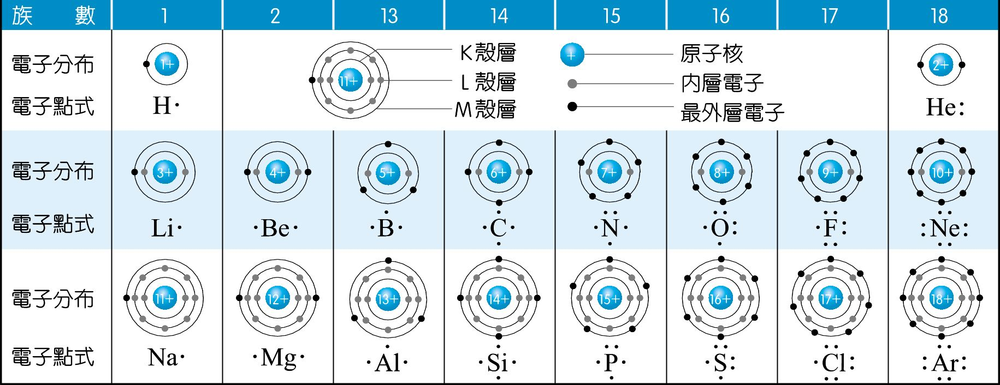 族 數 1 2 13 14 15 16 17 18
電子分布 1+ 11+ K殼層 L殼層 M殼層 + 原子核 內層電子 最外層電子 2+
電子點式 H· He:
電子分布 3+ 4+ 5+ 6+ 7+ 8+ 9+ 10+
電子點式 Li· ·Be· ·B· ·C· ·N· ·O: ·F: :Ne:
電子分布 11+ 12+ 13+ 14+ 15+ 16+ 17+ 18+
電子點式 Na· ·Mg· ·Al· ·Si· ·P· ·S: ·Cl: :Ar: